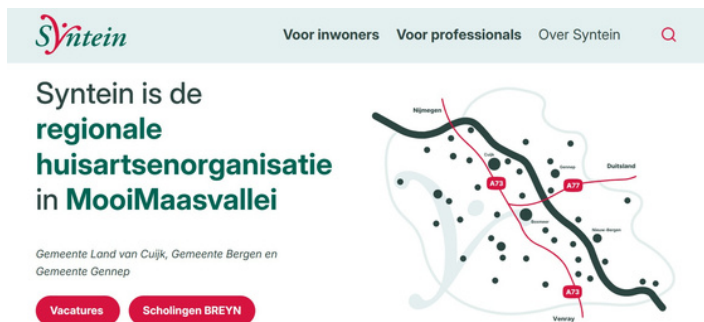 Syntein
Voor inwoners Voor professionals Over Syntein
Syntein is de
regionale
huisartsenorganisatie
in MooiMaasvallei
Gemeente Land van Cuijk, Gemeente Bergen en
Gemeente Gennep
Vacatures Scholingen BREYN
Nijmegen
Cuijk
Gennep
Duitsland
A73
A77
Boxmeer
Nieuw Bergen
A73
Venray